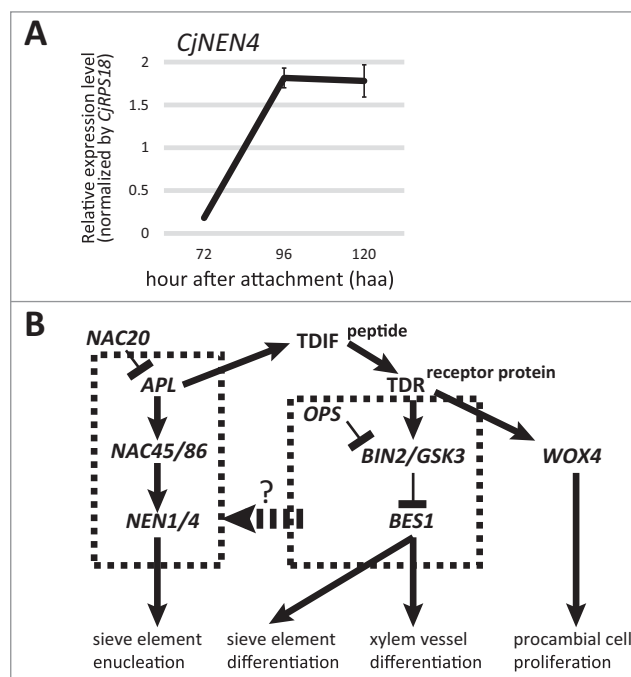 A
CjNEN4
Relative expression level
(normalized by CjRPS18)
2
1.5
1
0.5
0
72 96 120
hour after attachment (haa)
B
NAC20
TDIF peptide
APL
TDR receptor protein
OPS
NAC45/86
BIN2/GSK3
WOX4
?
NEN1/4
BES1
sieve element
enucleation
sieve element
differentiation
xylem vessel
differentiation
procambial cell
proliferation